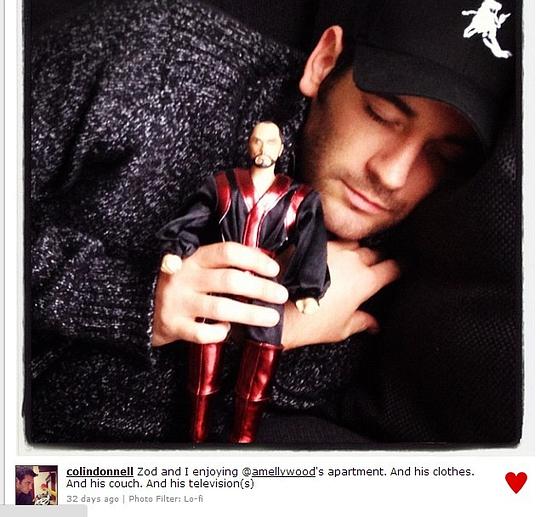 colindonnell Zod and I enjoying @amellywood's apartment. And his clothes.
And his couch. And his television(s)
32 days ago | Photo Filter: Lo-fi